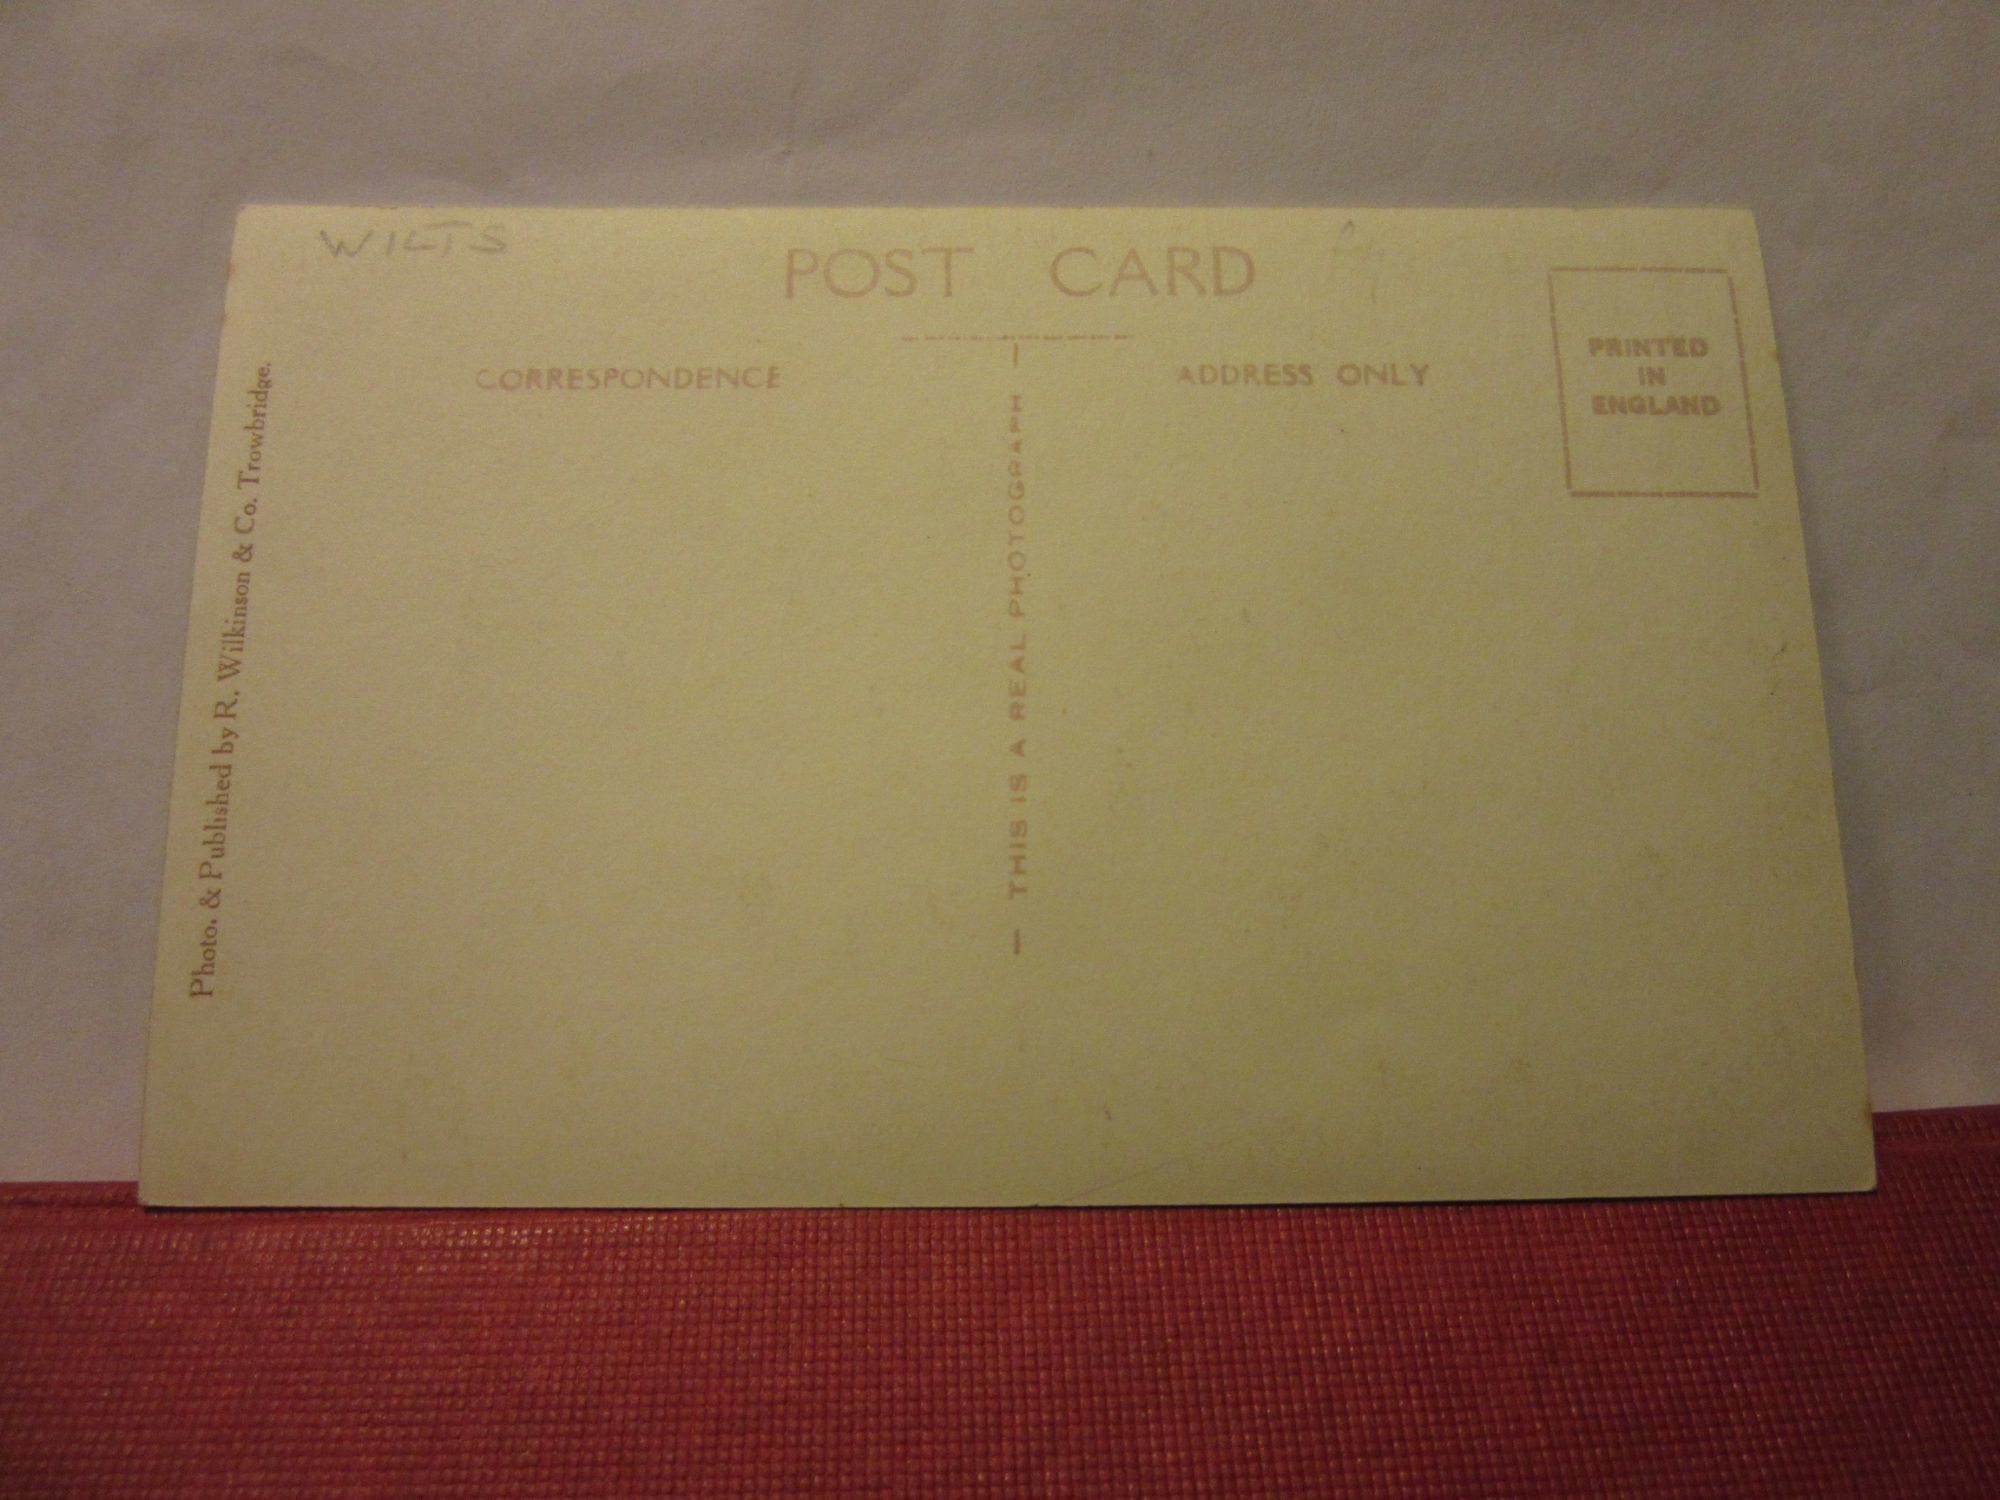 WILTS
POST CARD
CORRESPONDENCE
ADDRESS ONLY
PRINTED
IN
ENGLAND
— THIS IS A REAL PHOTOGRAPH —
Photo. & Published by R. Wilkinson & Co. Trowbridge.